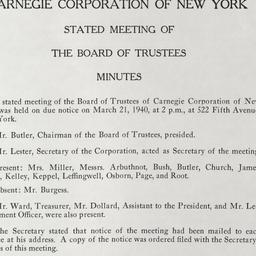 ARNEGIE CORPORATION OF NEW YORK
STATED MEETING OF
THE BOARD OF TRUSTEES
MINUTES
stated meeting of the Board of Trustees of Carnegie Corporation of New
was held on due notice on March 21, 1940, at 2 p.m., at 522 Fifth Avenue
York.
Mr. Butler, Chairman of the Board of Trustees, presided.
Mr. Lester, Secretary of the Corporation, acted as Secretary of the meeting
resent: Mrs. Miller, Messrs. Arbuthnot, Bush, Butler, Church, Jame
, Kelley, Keppel, Leffingwell, Osborn, Page, and Root.
bsent: Mr. Burgess.
Mr. Ward, Treasurer, Mr. Dollard, Assistant to the President, and Mr. Le
ment Officer, were also present.
he Secretary stated that notice of the meeting had been mailed to each
e at his address. A copy of the notice was ordered filed with the Secretary
s of this meeting.